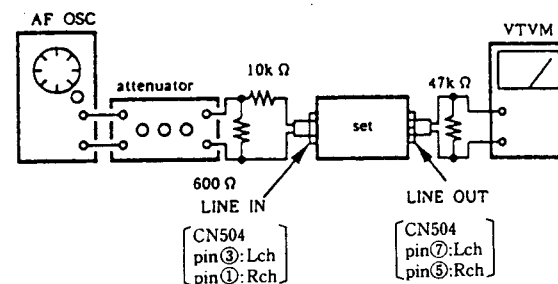 AF OSC
VTVM
attenuator
10k Ω
47k Ω
set
600 Ω
LINE IN
LINE OUT
CN504
pin③:Lch
pin①:Rch
CN504
pin⑦:Lch
pin⑤:Rch